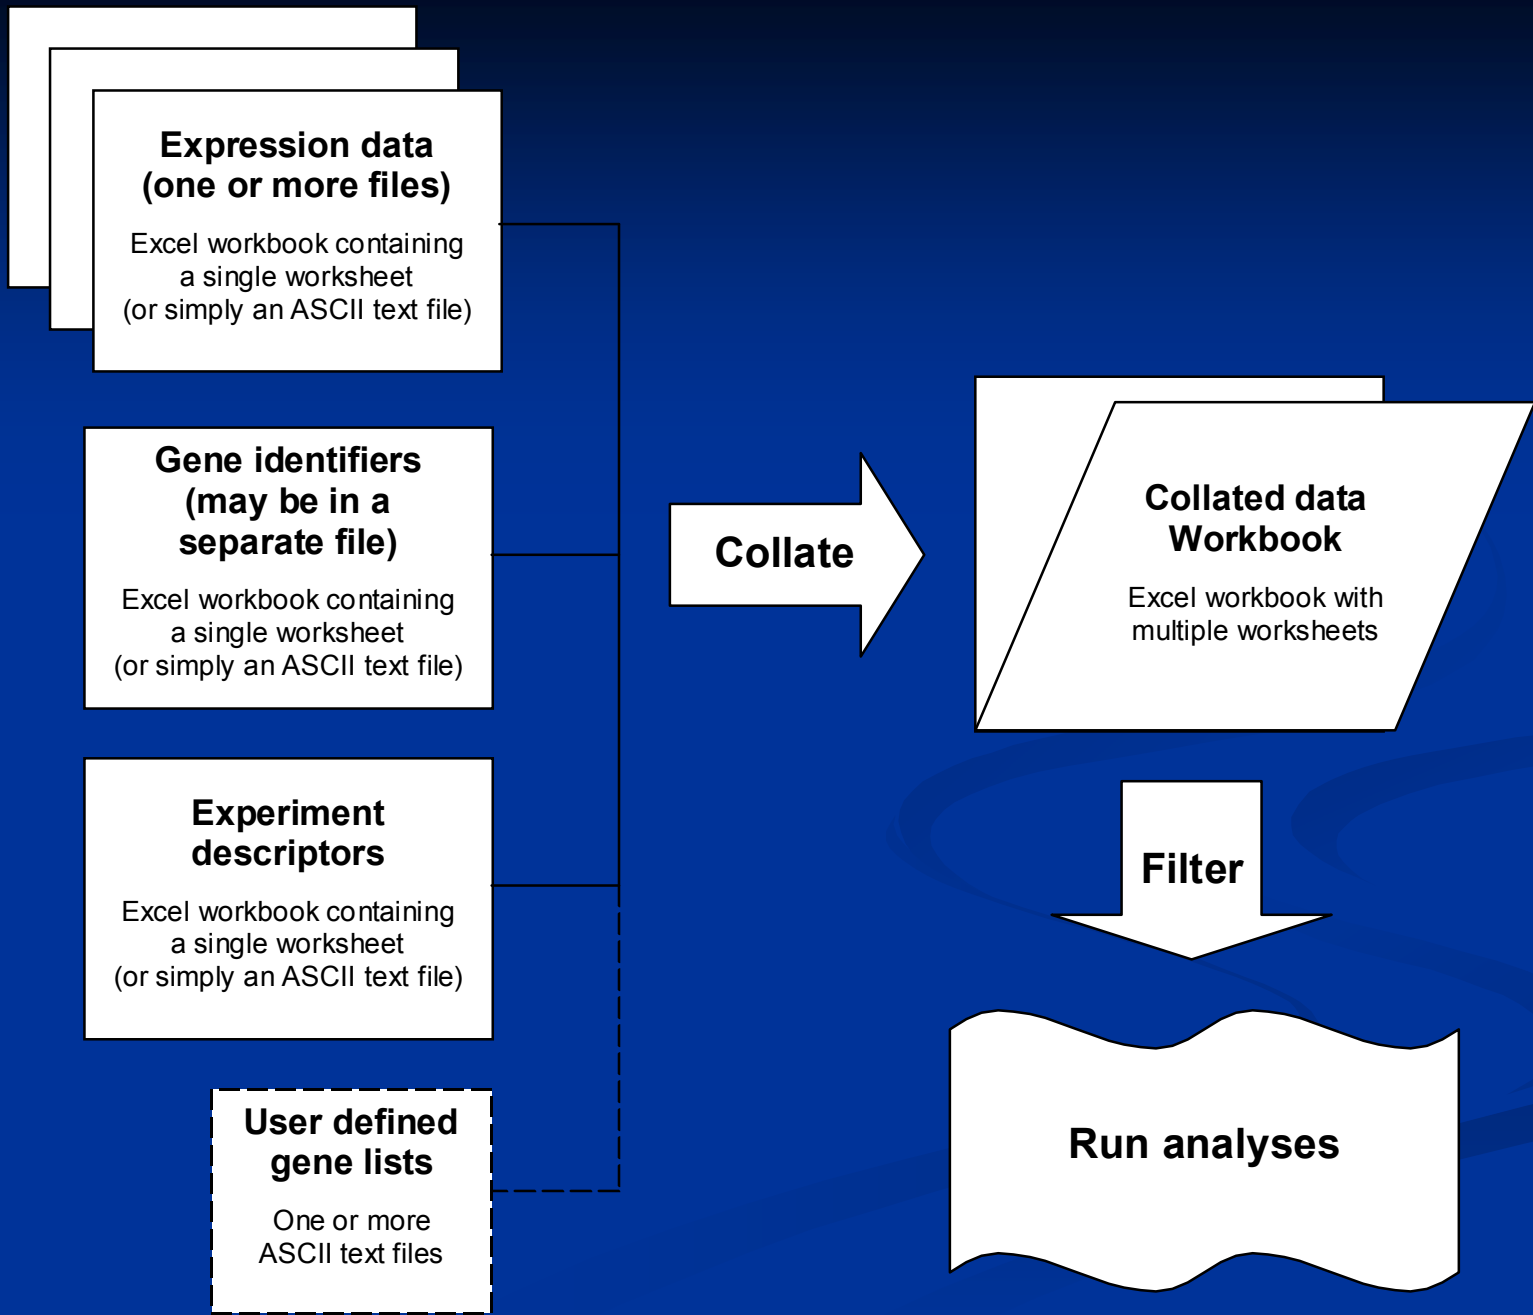 Expression data
(one or more files)
Excel workbook containing
a single worksheet
(or simply an ASCII text file)
Gene identifiers
(may be in a
separate file)
Excel workbook containing
a single worksheet
(or simply an ASCII text file)
Experiment
descriptors
Excel workbook containing
a single worksheet
(or simply an ASCII text file)
User defined
gene lists
One or more
ASCII text files
Collate
Collated data
Workbook
Excel workbook with
multiple worksheets
Filter
Run analyses